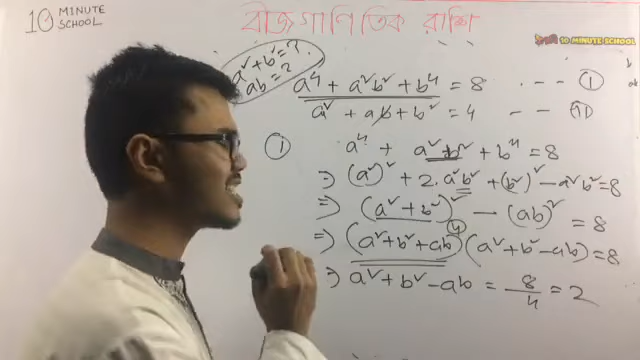 10 MINUTE SCHOOL
বীজগাণিতিক রাশি
10 MINUTE SCHOOL
a²+b²=?
ab=?
a⁴ + a²b² + b⁴ = 8 --- (i)
a² + ab + b² = 4 -- (ii)
(i) a⁴ + a²b² + b⁴ = 8
⇒ (a²)² + 2.a²b² + (b²)² - a²b² = 8
⇒ (a² + b²)² - (ab)² = 8
4
⇒ (a²+b²+ab)(a²+b²-ab) = 8
⇒ a² + b² - ab = 8/4 = 2